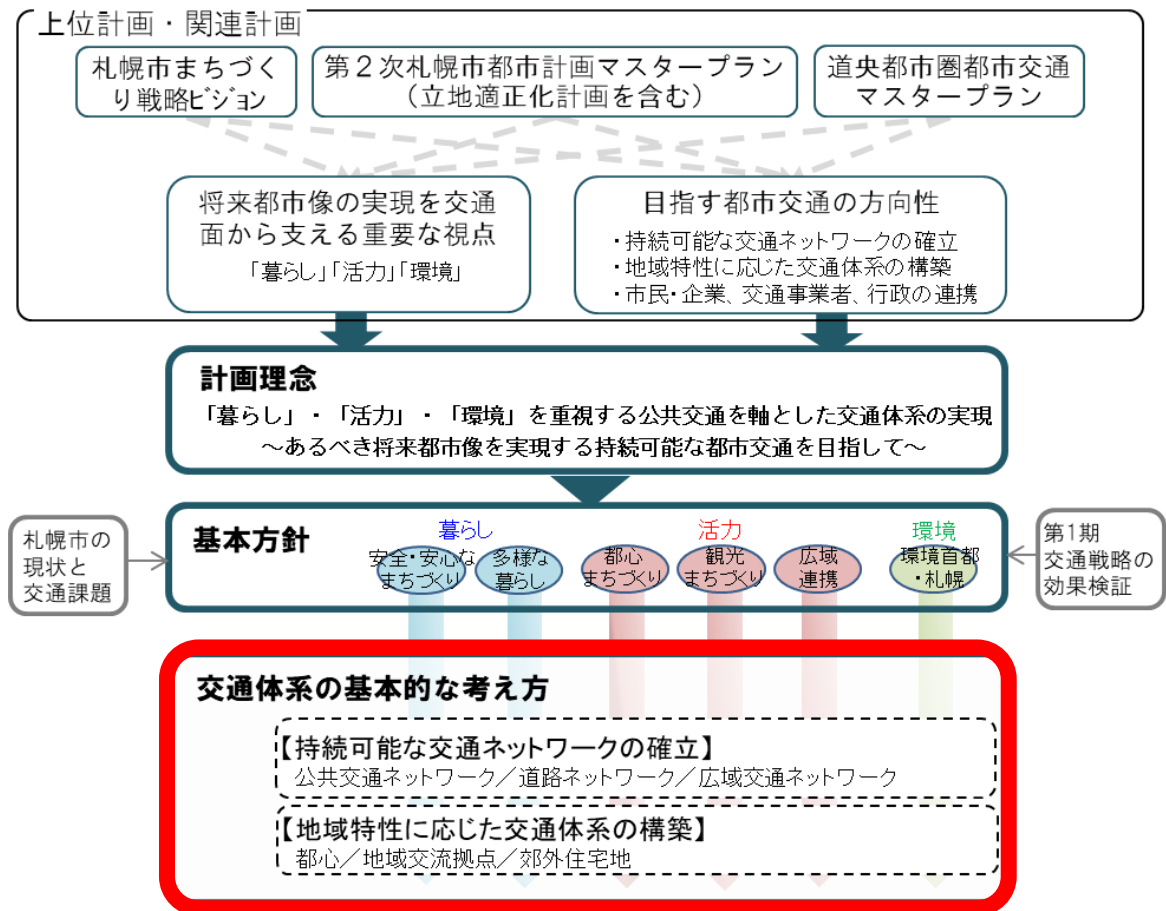 上位計画・関連計画
札幌市まちづく
り戦略ビジョン
第2次札幌市都市計画マスタープラン
(立地適正化計画を含む)
道央都市圏都市交通
マスタープラン
将来都市像の実現を交通
面から支える重要な視点
「暮らし」「活力」「環境」
目指す都市交通の方向性
・持続可能な交通ネットワークの確立
・地域特性に応じた交通体系の構築
・市民・企業、交通事業者、行政の連携
計画理念
「暮らし」・「活力」・「環境」を重視する公共交通を軸とした交通体系の実現
～あるべき将来都市像を実現する持続可能な都市交通を目指して～
札幌市の
現状と
交通課題
基本方針
暮らし
安全・安心な
まちづくり
多様な
暮らし
活力
都心
まちづくり
観光
まちづくり
広域
連携
環境
環境首都
・札幌
第1期
交通戦略の
効果検証
交通体系の基本的な考え方
【持続可能な交通ネットワークの確立】
公共交通ネットワーク／道路ネットワーク／広域交通ネットワーク
【地域特性に応じた交通体系の構築】
都心／地域交流拠点／郊外住宅地